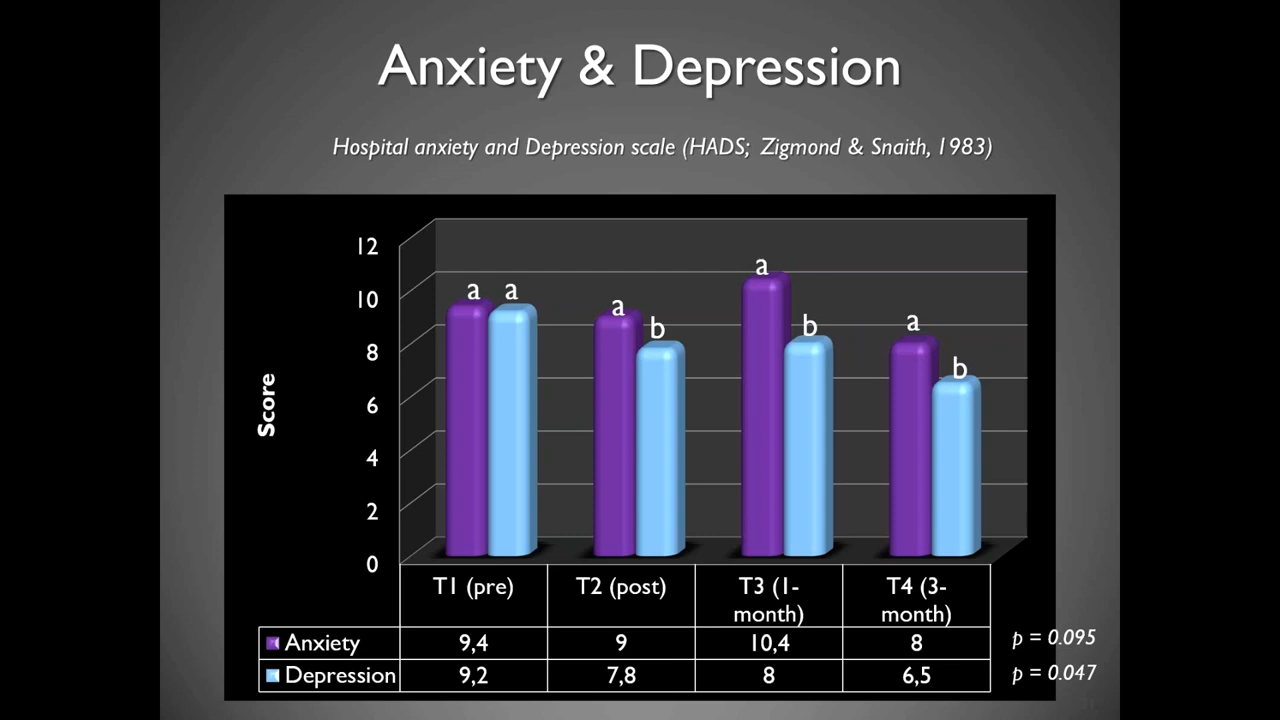 Anxiety & Depression
Hospital anxiety and Depression scale (HADS; Zigmond & Snaith, 1983)
Score
12
10
8
6
4
2
0
a a
a b
a b
a b
T1 (pre) T2 (post) T3 (1-month) T4 (3-month)
Anxiety 9,4 9 10,4 8 p = 0.095
Depression 9,2 7,8 8 6,5 p = 0.047